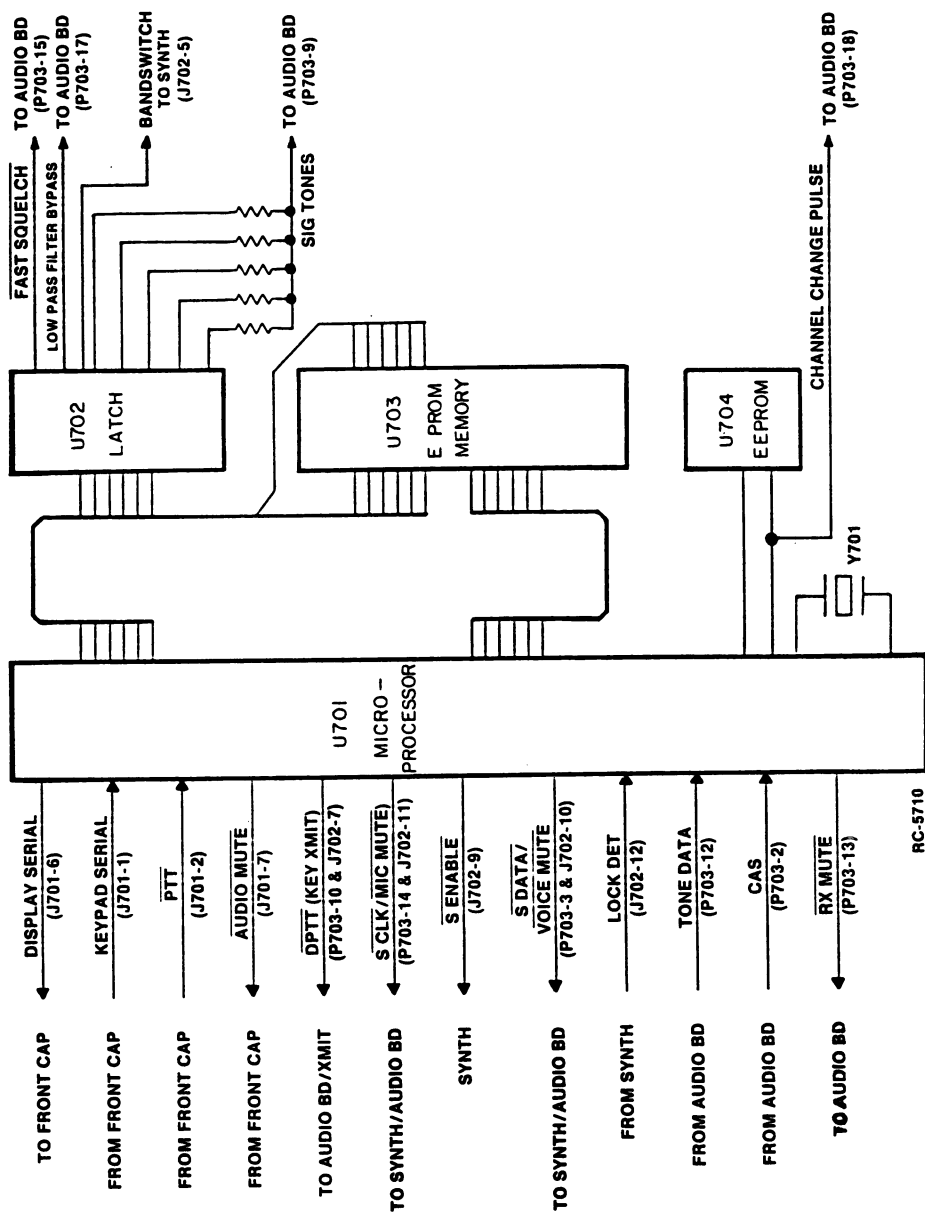 TO FRONT CAP
DISPLAY SERIAL
(J701-6)
FROM FRONT CAP
KEYPAD SERIAL
(J701-1)
FROM FRONT CAP
PTT
(J701-2)
FROM FRONT CAP
AUDIO MUTE
(J701-7)
TO AUDIO BD/XMIT
DPTT (KEY XMIT)
(P703-10 & J702-7)
TO SYNTH/AUDIO BD
S CLK/MIC MUTE)
(P703-14 & J702-11)
SYNTH
S ENABLE
(J702-9)
TO SYNTH/AUDIO BD
S DATA/
VOICE MUTE
(P703-3 & J702-10)
FROM SYNTH
LOCK DET
(J702-12)
FROM AUDIO BD
TONE DATA
(P703-12)
FROM AUDIO BD
CAS
(P703-2)
TO AUDIO BD
RX MUTE
(P703-13)
U701
MICRO-
PROCESSOR
U702
LATCH
U703
E PROM
MEMORY
U704
EEPROM
Y701
FAST SQUELCH
TO AUDIO BD
(P703-15)
LOW PASS FILTER BYPASS
TO AUDIO BD
(P703-17)
BANDSWITCH
TO SYNTH
(J702-5)
SIG TONES
TO AUDIO BD
(P703-9)
CHANNEL CHANGE PULSE
TO AUDIO BD
(P703-18)
RC-5710